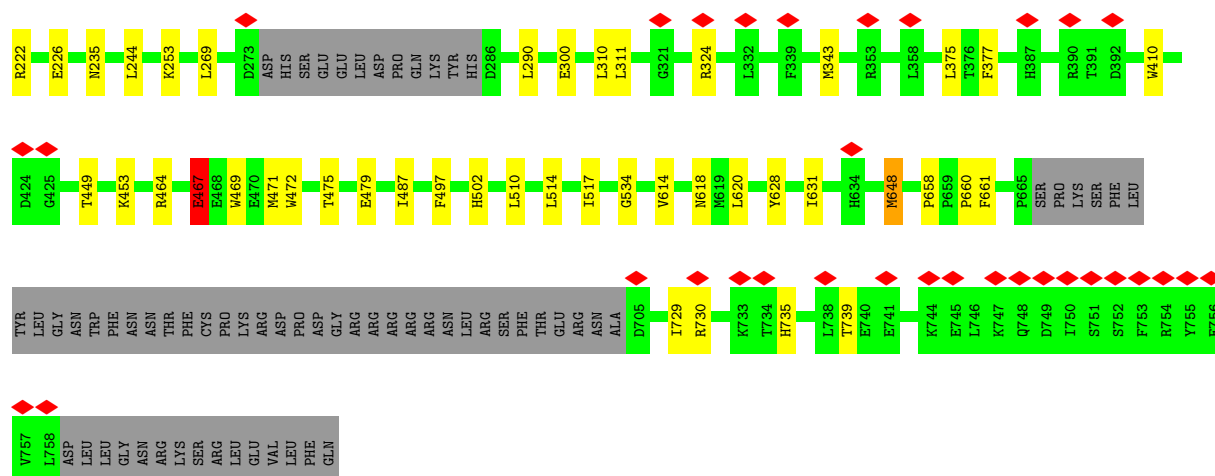 R222 E226 N235 L244 K253 L269 D273 ASP HIS SER GLU GLU LEU ASP PRO GLN LYS TYR HIS D286 L290 E300 L310 L311 G321 R324 L332 F339 M343 R353 L358 L375 T376 F377 H387 R390 T391 D392 W410
D424 G425 T449 K453 R464 E467 E468 W469 E470 M471 W472 T475 E479 I487 F497 H502 L510 L514 I517 G534 V614 N618 M619 L620 Y628 I631 H634 M648 P658 P659 P660 F661 P665 SER PRO LYS SER PHE LEU
TYR LEU GLY ASN TRP PHE ASN ASN THR PHE CYS PRO LYS ARG ASP PRO ASP GLY ARG ARG ARG ARG ARG ASN LEU ARG SER PHE THR GLU ARG ASN ALA D705 I729 R730 K733 T734 H735 L738 T739 E740 E741 K744 E745 L746 K747 Q748 D749 I750 S751 S752 F753 R754 Y755
V757 L758 ASP LEU LEU GLY ASN ARG LYS SER ARG LEU GLU VAL LEU PHE GLN